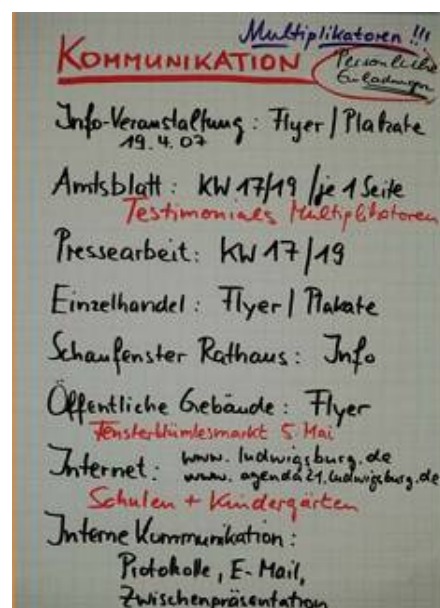 Multiplikatoren !!!
KOMMUNIKATION
Persönliche
Einladungen
Info-Veranstaltung : Flyer / Plakate
19.4.07
Amtsblatt : KW 17/19 / je 1 Seite
Testimonials Multiplikatoren
Pressearbeit : KW 17/19
Einzelhandel : Flyer / Plakate
Schaufenster Rathaus : Info
Öffentliche Gebäude : Flyer
Fensterblümlesmarkt 5. Mai
Internet : www.ludwigsburg.de
www.agenda21.ludwigsburg.de
Schulen + Kindergärten
Interne Kommunikation :
Protokolle, E-Mail,
Zwischenpräsentation